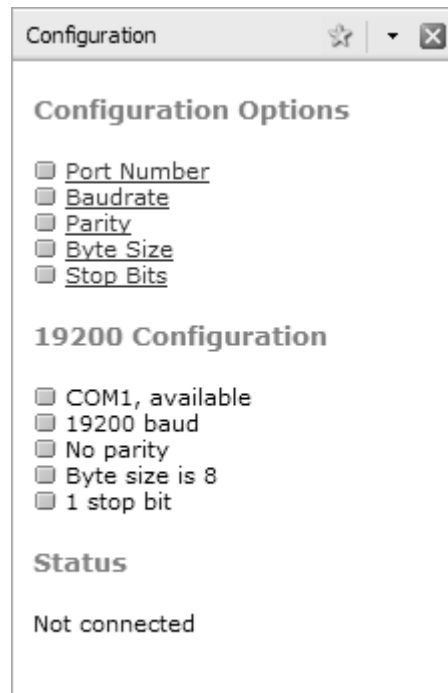 Configuration
Configuration Options
Port Number
Baudrate
Parity
Byte Size
Stop Bits
19200 Configuration
COM1, available
19200 baud
No parity
Byte size is 8
1 stop bit
Status
Not connected